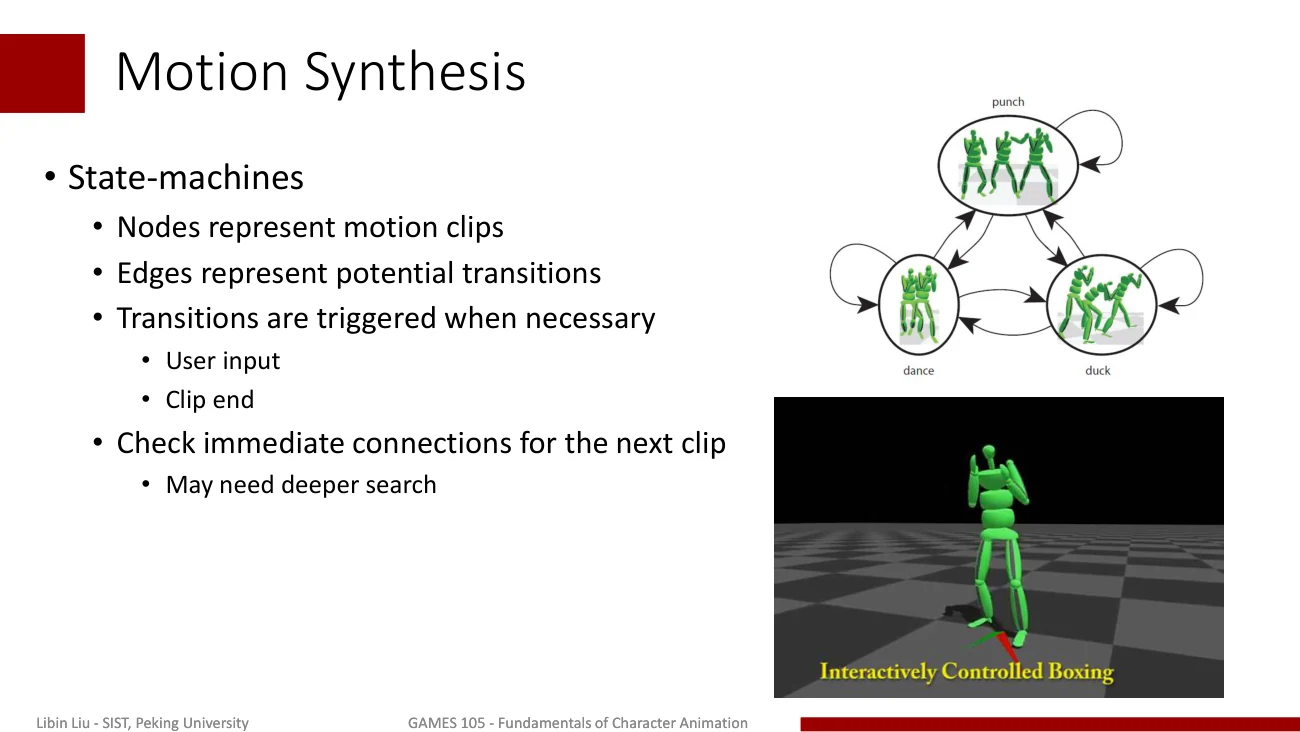 Motion Synthesis
• State-machines
• Nodes represent motion clips
• Edges represent potential transitions
• Transitions are triggered when necessary
• User input
• Clip end
• Check immediate connections for the next clip
• May need deeper search
punch
dance
duck
Interactively Controlled Boxing
Libin Liu - SIST, Peking University
GAMES 105 - Fundamentals of Character Animation